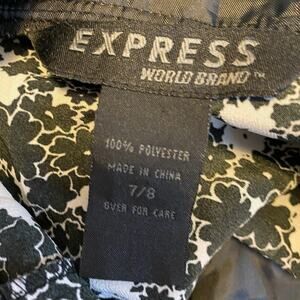 EXPRESS
WORLD BRAND™
100% POLYESTER
MADE IN CHINA
7/8
OVER FOR CARE